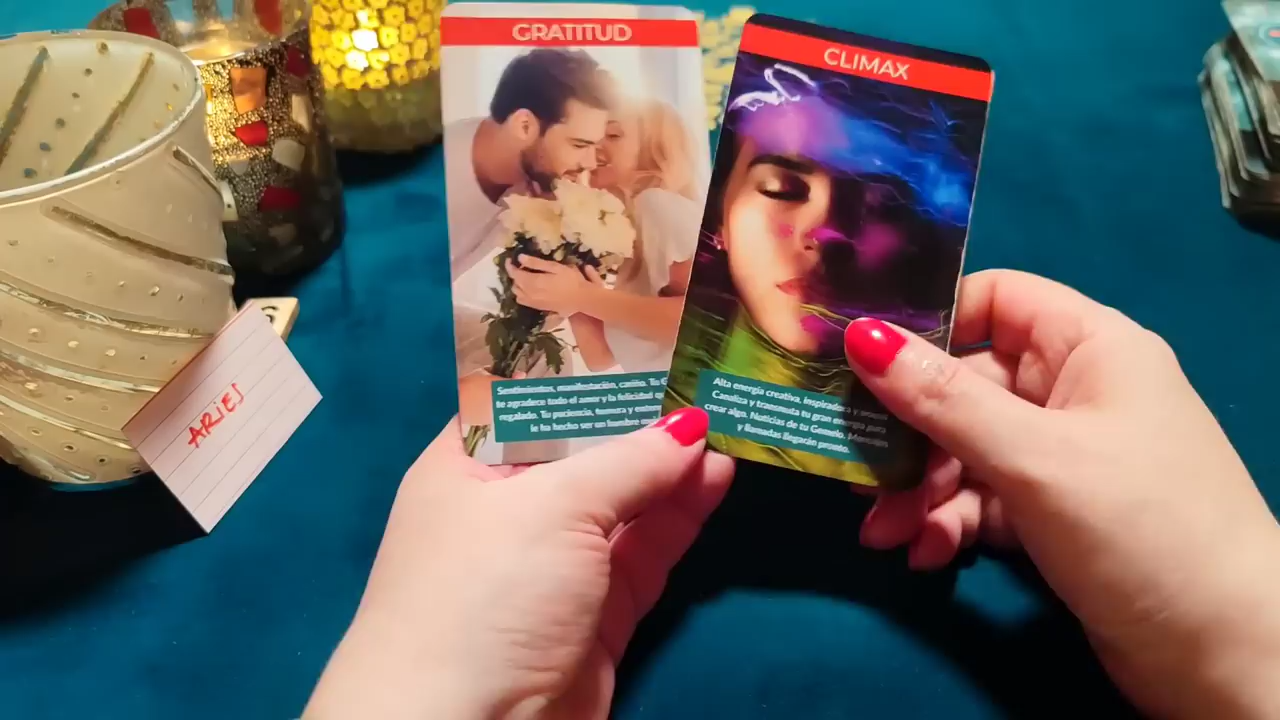 GRATITUD
Sentimientos, manifestación, cariño. Tu
te agradece todo el amor y la felicidad
regalado. Tu paciencia, ternura y
le ha hecho ser un hombre
CLIMAX
Alta energía creativa, inspiradora y
Canaliza y transmuta tu gran energía para
crear algo. Noticias de tu Gemelo. Mensajes
y llamadas llegarán pronto.
ARIES